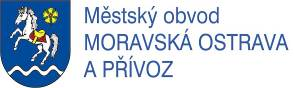 Městský obvod
MORAVSKÁ OSTRAVA
A PŘÍVOZ